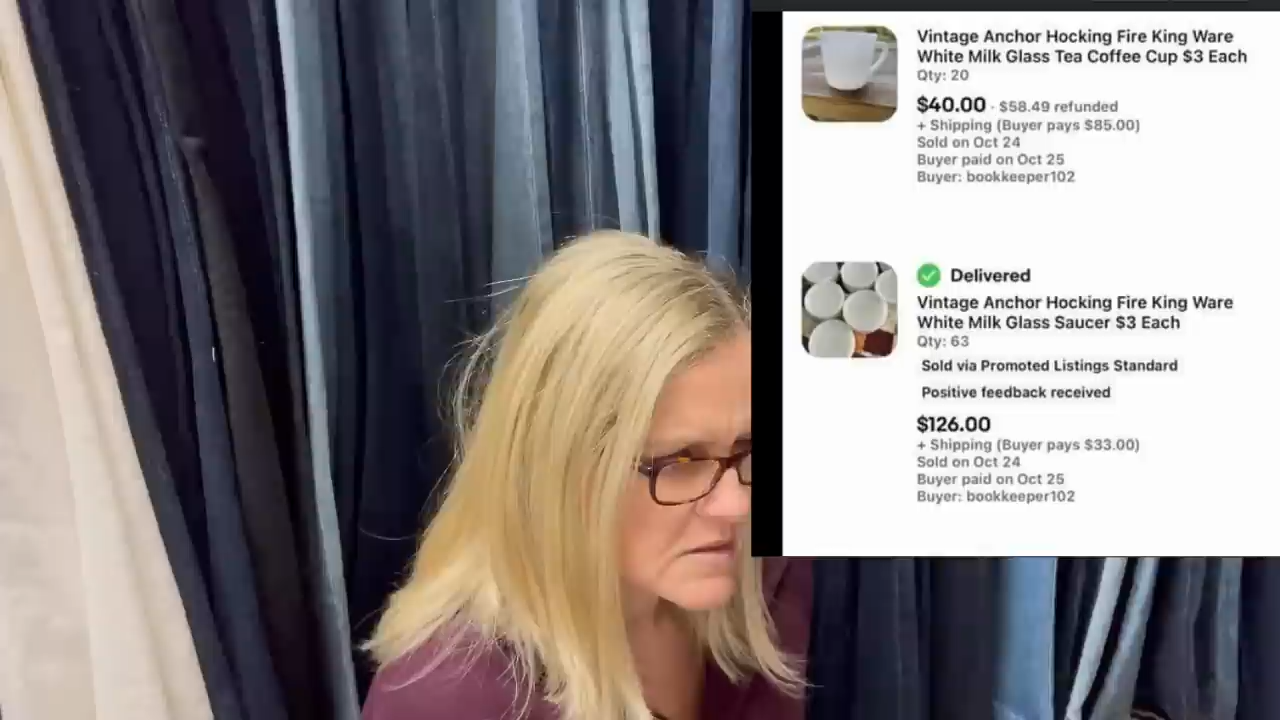 Vintage Anchor Hocking Fire King Ware
White Milk Glass Tea Coffee Cup $3 Each
Qty: 20
$40.00 · $58.49 refunded
+ Shipping (Buyer pays $85.00)
Sold on Oct 24
Buyer paid on Oct 25
Buyer: bookkeeper102
Delivered
Vintage Anchor Hocking Fire King Ware
White Milk Glass Saucer $3 Each
Qty: 63
Sold via Promoted Listings Standard
Positive feedback received
$126.00
+ Shipping (Buyer pays $33.00)
Sold on Oct 24
Buyer paid on Oct 25
Buyer: bookkeeper102